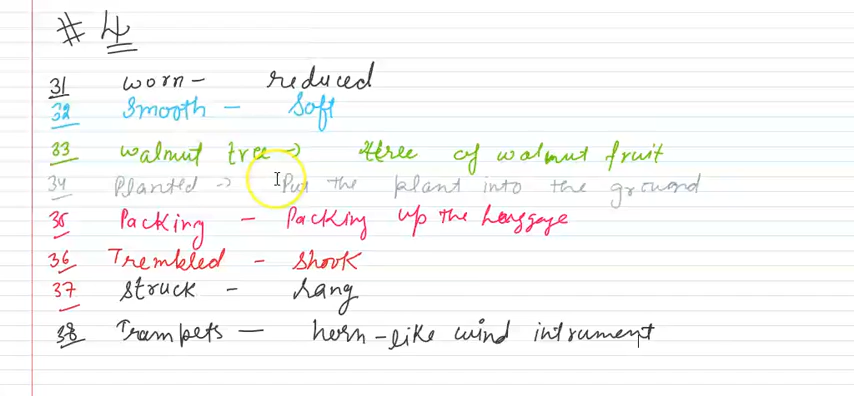 # 4
31 worn - reduced
32 Smooth - Soft
33 walnut tree -> tree of walnut fruit
34 Planted -> Put the plant into the ground
35 Packing - Packing up the luggage
36 Trembled - Shook
37 Struck - rang
38 Trampets - horn-like wind intrument